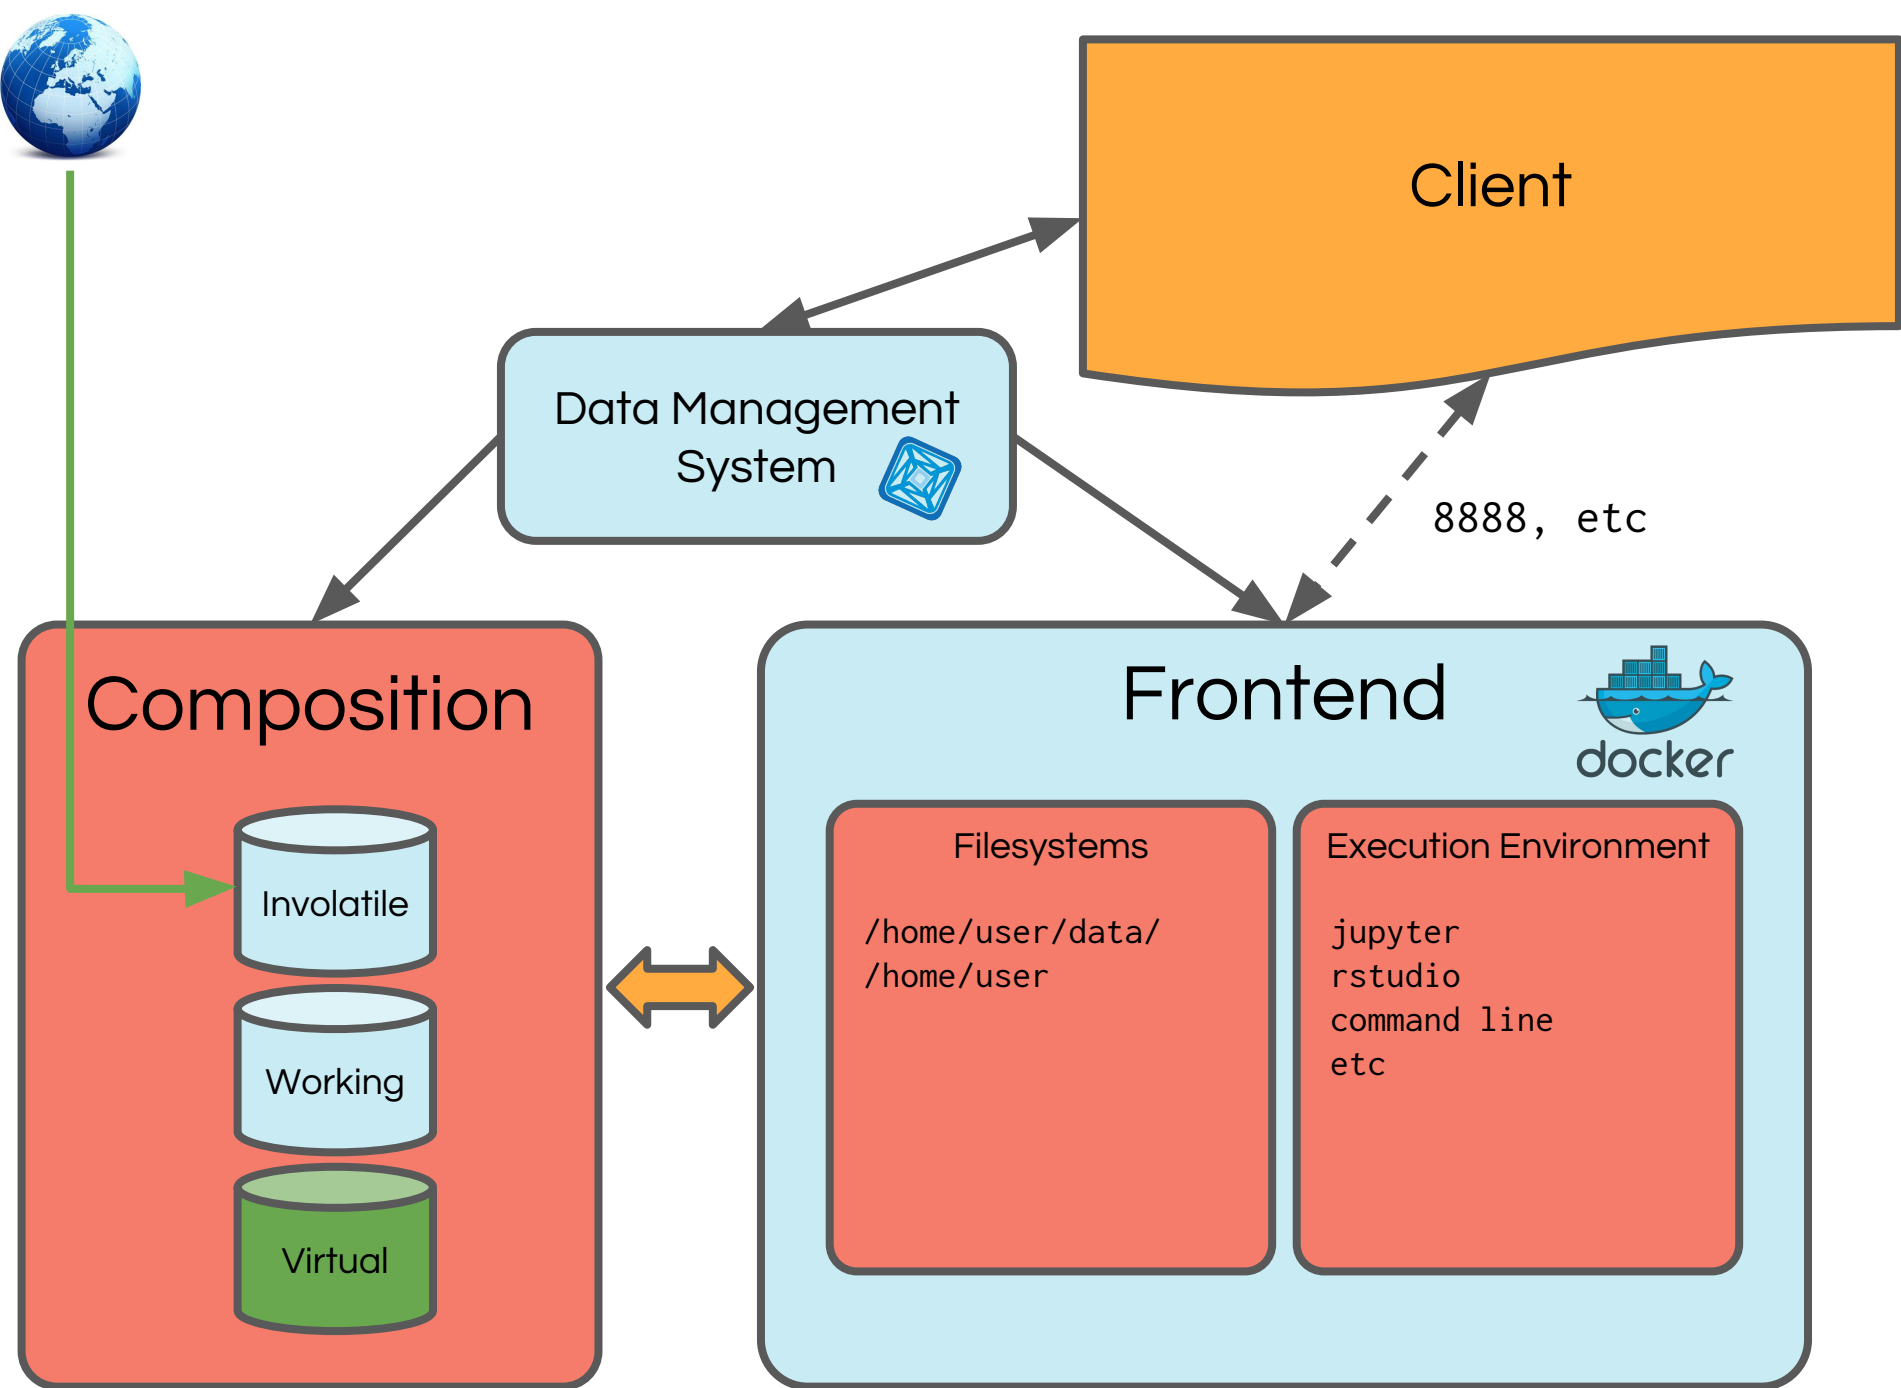 Client
Data Management
System
8888, etc
Composition
Involatile
Working
Virtual
Frontend
docker
Filesystems
/home/user/data/
/home/user
Execution Environment
jupyter
rstudio
command line
etc